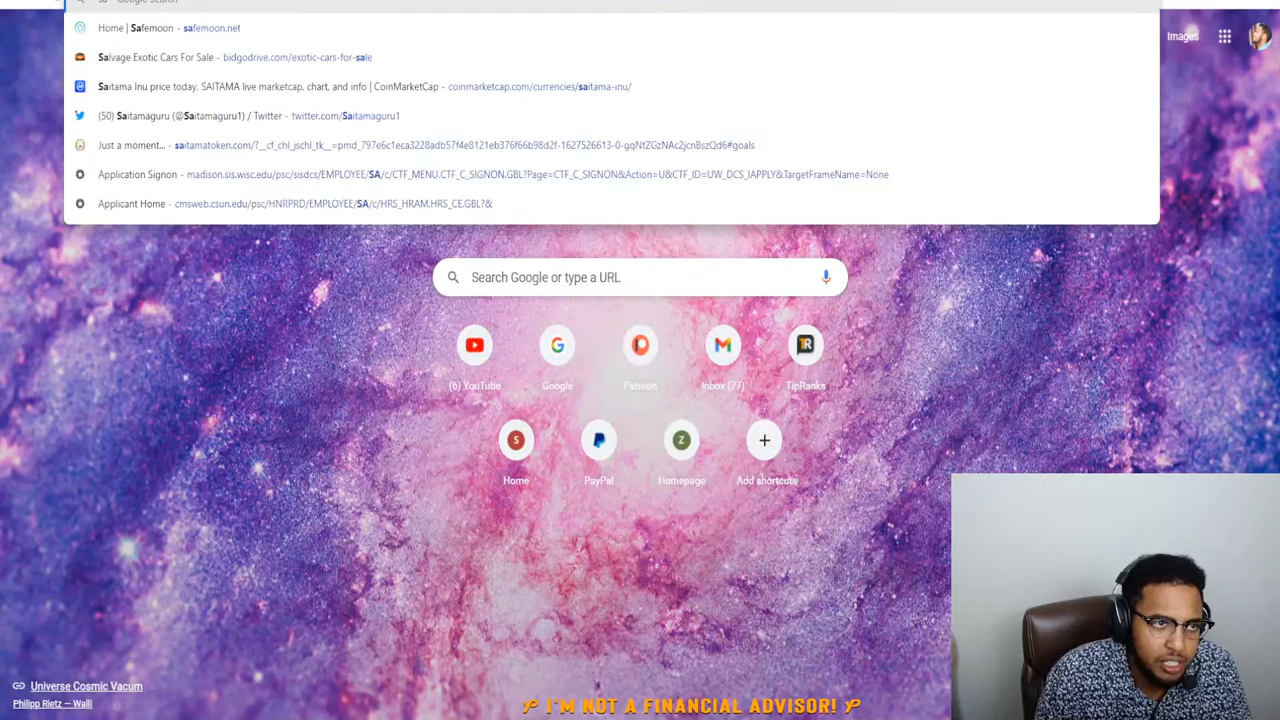 sa - Google Search
Images
Home | Safemoon - safemoon.net
Salvage Exotic Cars For Sale - bidgodrive.com/exotic-cars-for-sale
Saitama Inu price today. SAITAMA live marketcap. chart. and info | CoinMarketCap - coinmarketcap.com/currencies/saitama-inu/
(50) Saitamaguru (@Saitamaguru1) / Twitter - twitter.com/Saitamaguru1
Just a moment... - saitamatoken.com/?__cf_chl_jschl_tk__=pmd_797e6c1eca3228adb57f4e8121eb376f66b98d2f-1627526613-0-gqNtZGzNAc2jcnBszQd6#goals
Application Signon - madison.sis.wisc.edu/psc/sisdcs/EMPLOYEE/SA/c/CTF_MENU.CTF_C_SIGNON.GBL?Page=CTF_C_SIGNON&Action=U&CTF_ID=UW_DCS_IAPPLY&TargetFrameName=None
Applicant Home - cmsweb.csun.edu/psc/HNRPRD/EMPLOYEE/SA/c/HRS_HRAM.HRS_CE.GBL?&
Search Google or type a URL
(6) YouTube
Google
Patreon
Inbox (77)
TipRanks
Home
PayPal
Homepage
Add shortcuts
Universe Cosmic Vacum
Philipp Rietz — Walli
I'M NOT A FINANCIAL ADVISOR!